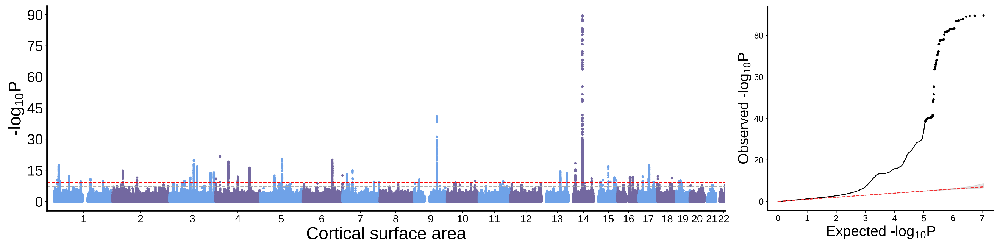 90
75
60
45
30
15
0
-log10P
1 2 3 4 5 6 7 8 9 10 11 12 13 14 15 16 17 18 19 20 21 22
Cortical surface area
80
60
40
20
0
Observed -log10P
0 1 2 3 4 5 6 7
Expected -log10P